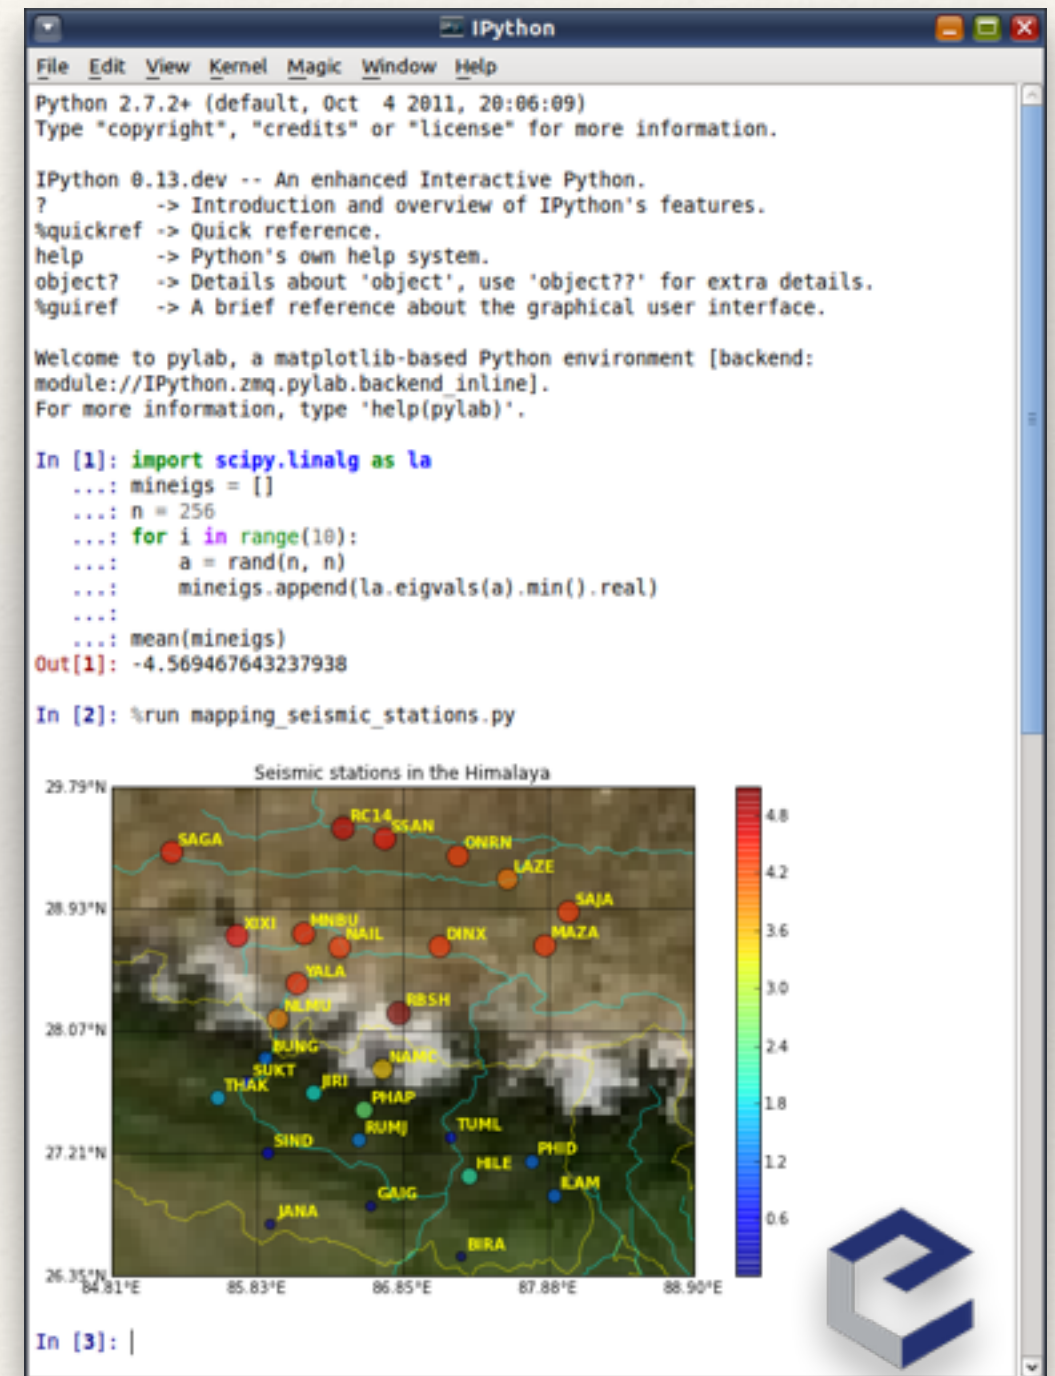 IPython
File Edit View Kernel Magic Window Help
Python 2.7.2+ (default, Oct  4 2011, 20:06:09)
Type "copyright", "credits" or "license" for more information.
IPython 0.13.dev -- An enhanced Interactive Python.
?         -> Introduction and overview of IPython's features.
%quickref -> Quick reference.
help      -> Python's own help system.
object?   -> Details about 'object', use 'object??' for extra details.
%guiref   -> A brief reference about the graphical user interface.
Welcome to pylab, a matplotlib-based Python environment [backend:
module://IPython.zmq.pylab.backend_inline].
For more information, type 'help(pylab)'.
In [1]: import scipy.linalg as la
   ...: mineigs = []
   ...: n = 256
   ...: for i in range(10):
   ...:     a = rand(n, n)
   ...:     mineigs.append(la.eigvals(a).min().real)
   ...:
   ...: mean(mineigs)
Out[1]: -4.569467643237938
In [2]: %run mapping_seismic_stations.py
Seismic stations in the Himalaya
29.79°N
RC14
SSAN
SAGA
ONRN
LAZE
SAJA
28.93°N
XIXI
MNBU
NAIL
DINX
MAZA
YALA
NLMU
RBSH
28.07°N
BUNG
NAMC
SUKT
THAK
JIRI
PHAP
RUMJ
TUML
SIND
27.21°N
PHID
HILE
ILAM
GAIG
JANA
BIRA
26.35°N
84.81°E
85.83°E
86.85°E
87.88°E
88.90°E
4.8
4.2
3.6
3.0
2.4
1.8
1.2
0.6
In [3]: